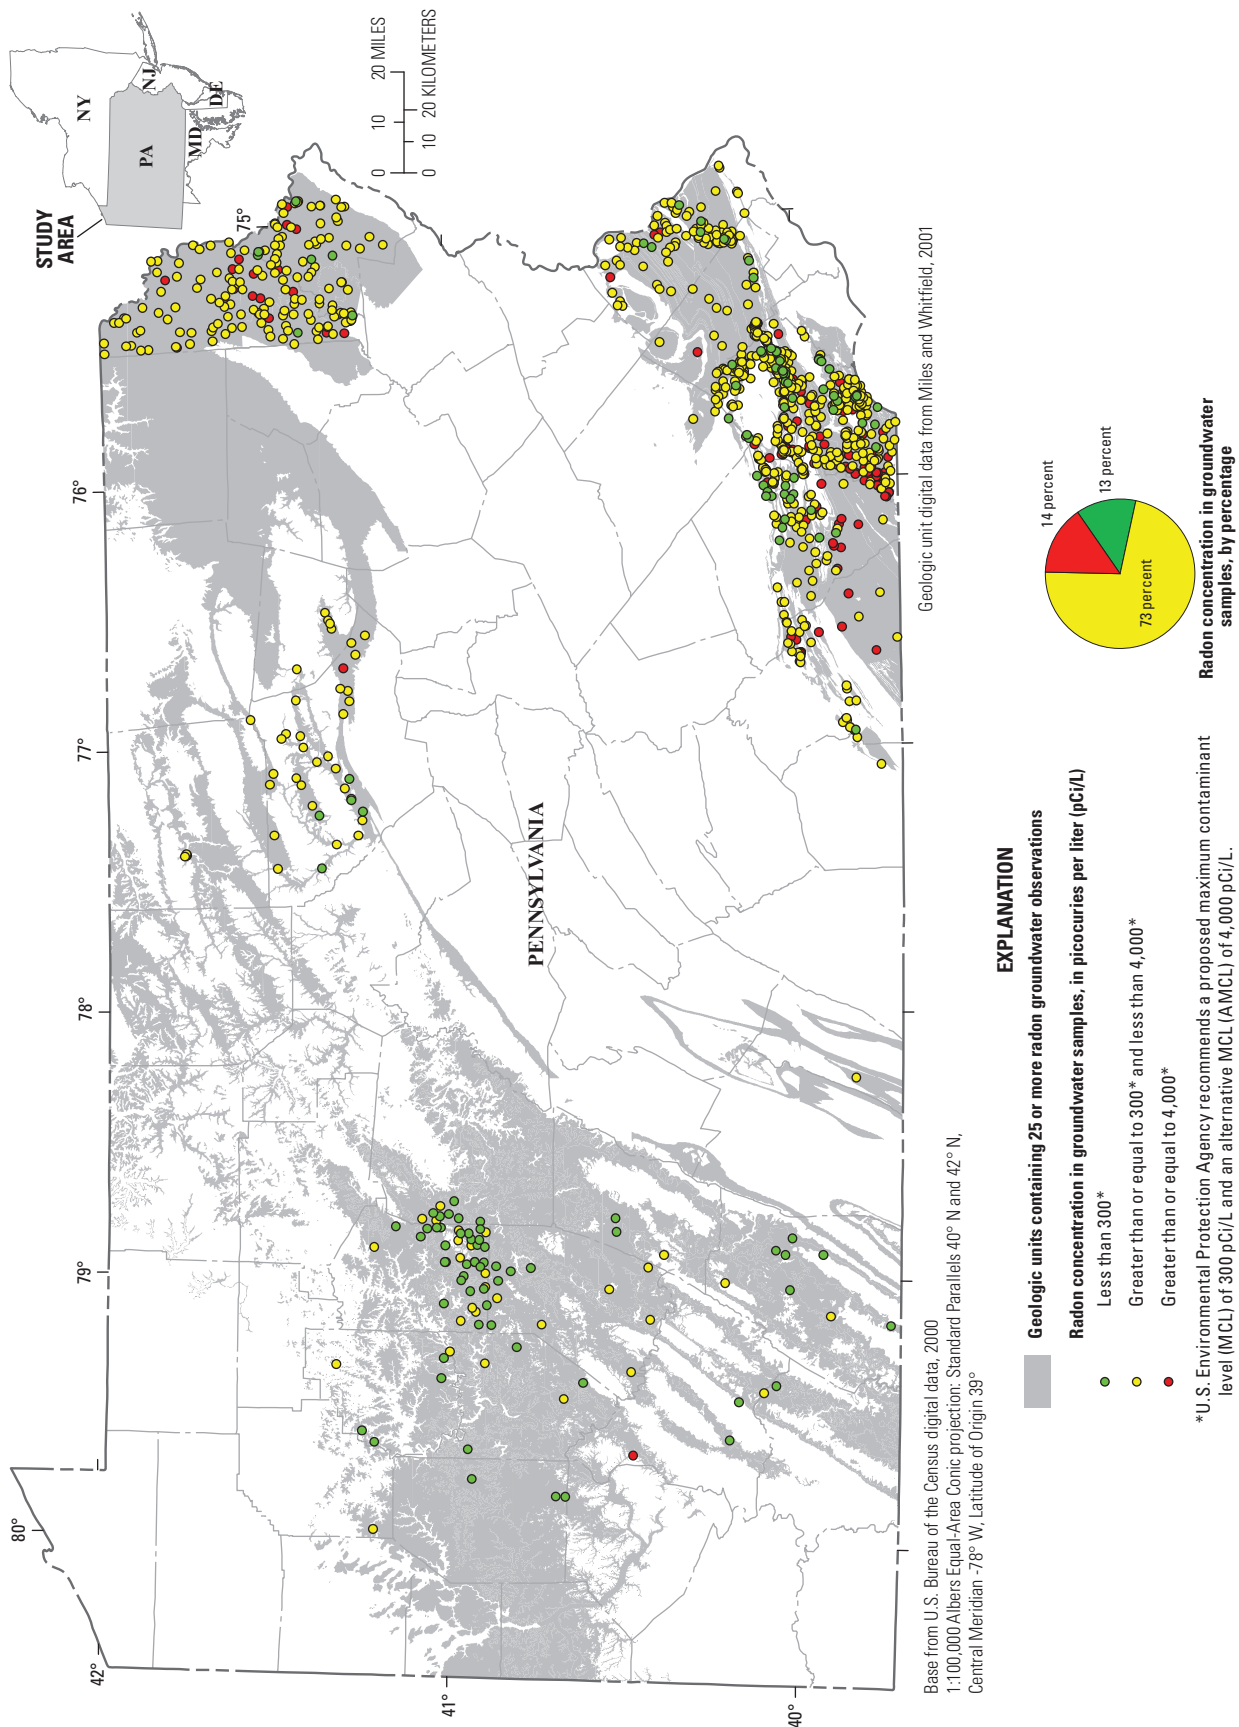 STUDY
AREA
NY
PA
NJ
MD
DE
0 10 20 MILES
0 10 20 KILOMETERS
80°
79°
78°
77°
76°
75°
42°
41°
40°
PENNSYLVANIA
Base from U.S. Bureau of the Census digital data, 2000
1:100,000 Albers Equal-Area Conic projection: Standard Parallels 40° N and 42° N,
Central Meridian -78° W, Latitude of Origin 39°
Geologic unit digital data from Miles and Whitfield, 2001
EXPLANATION
Geologic units containing 25 or more radon groundwater observations
Radon concentration in groundwater samples, in picocuries per liter (pCi/L)
Less than 300*
Greater than or equal to 300* and less than 4,000*
Greater than or equal to 4,000*
*U.S. Environmental Protection Agency recommends a proposed maximum contaminant
level (MCL) of 300 pCi/L and an alternative MCL (AMCL) of 4,000 pCi/L.
14 percent
13 percent
73 percent
Radon concentration in groundwater
samples, by percentage